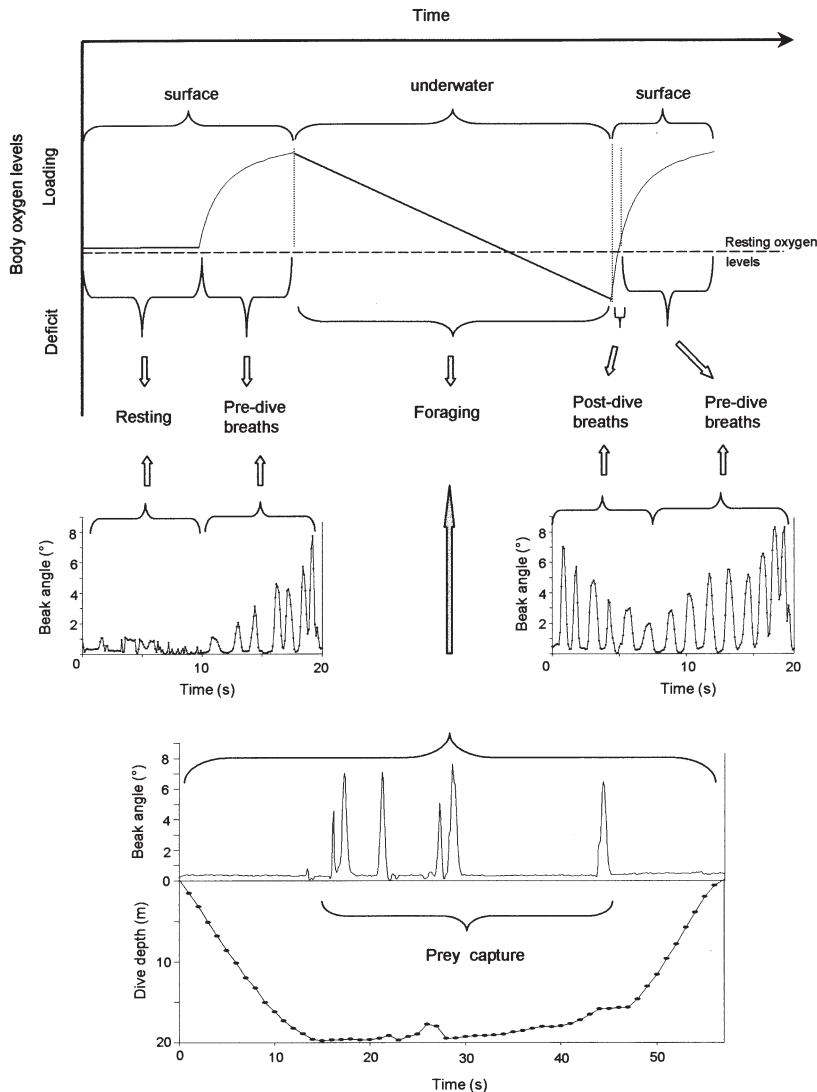 Time
surface
underwater
surface
Body oxygen levels
Loading
Deficit
Resting oxygen
levels
Resting
Pre-dive
breaths
Foraging
Post-dive
breaths
Pre-dive
breaths
Beak angle (°)
8
6
4
2
0
10
20
Time (s)
Beak angle (°)
8
6
4
2
0
10
20
Time (s)
Beak angle (°)
8
6
4
2
0
Prey capture
Dive depth (m)
10
20
0
10
20
30
40
50
Time (s)